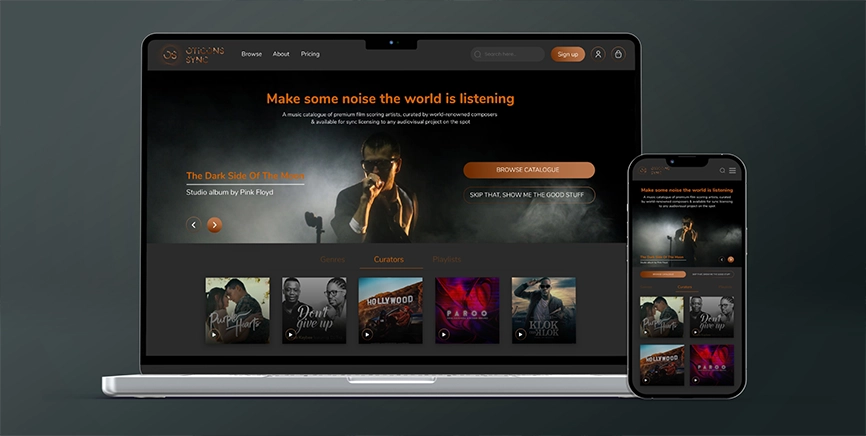 OTICONS
SYNC
Browse
About
Pricing
Search here...
Sign up
Make some noise the world is listening
A music catalogue of premium film scoring artists, curated by world-renowned composers
& available for sync licensing to any audiovisual project on the spot
The Dark Side Of The Moon
Studio album by Pink Floyd
BROWSE CATALOGUE
SKIP THAT, SHOW ME THE GOOD STUFF
Genres
Curators
Playlists
Purple
Hearts
Don't
give up
HOLLYWOOD
PAROO
KLOK
KLOK
Make some noise the world is listening
A music catalogue of premium film scoring artists curated
by world-renowned composers & available for sync licensing
to any audiovisual project on the spot
The Dark Side Of The Moon
Curators
Purple
Hearts
Don't
give up
HOLLYWOOD
PAROO